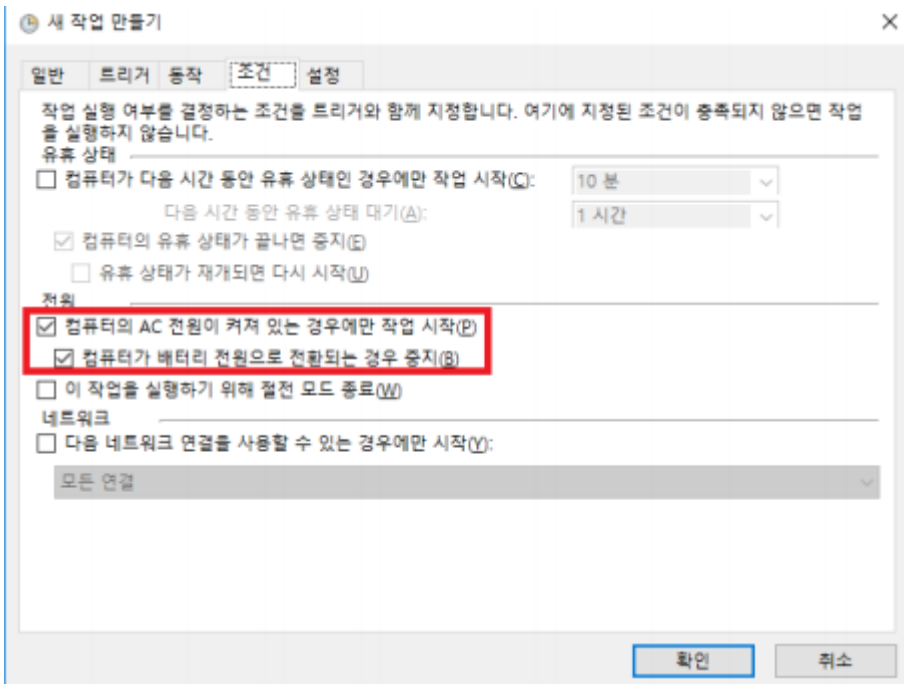 새 작업 만들기
일반 트리거 동작 조건 설정
작업 실행 여부를 결정하는 조건을 트리거와 함께 지정합니다. 여기에 지정된 조건이 충족되지 않으면 작업
을 실행하지 않습니다.
유휴 상태
컴퓨터가 다음 시간 동안 유휴 상태인 경우에만 작업 시작(C): 10 분
다음 시간 동안 유휴 상태 대기(A): 1 시간
컴퓨터의 유휴 상태가 끝나면 중지(E)
유휴 상태가 재개되면 다시 시작(U)
전원
컴퓨터의 AC 전원이 켜져 있는 경우에만 작업 시작(P)
컴퓨터가 배터리 전원으로 전환되는 경우 중지(B)
이 작업을 실행하기 위해 절전 모드 종료(W)
네트워크
다음 네트워크 연결을 사용할 수 있는 경우에만 시작(Y):
모든 연결
확인 취소